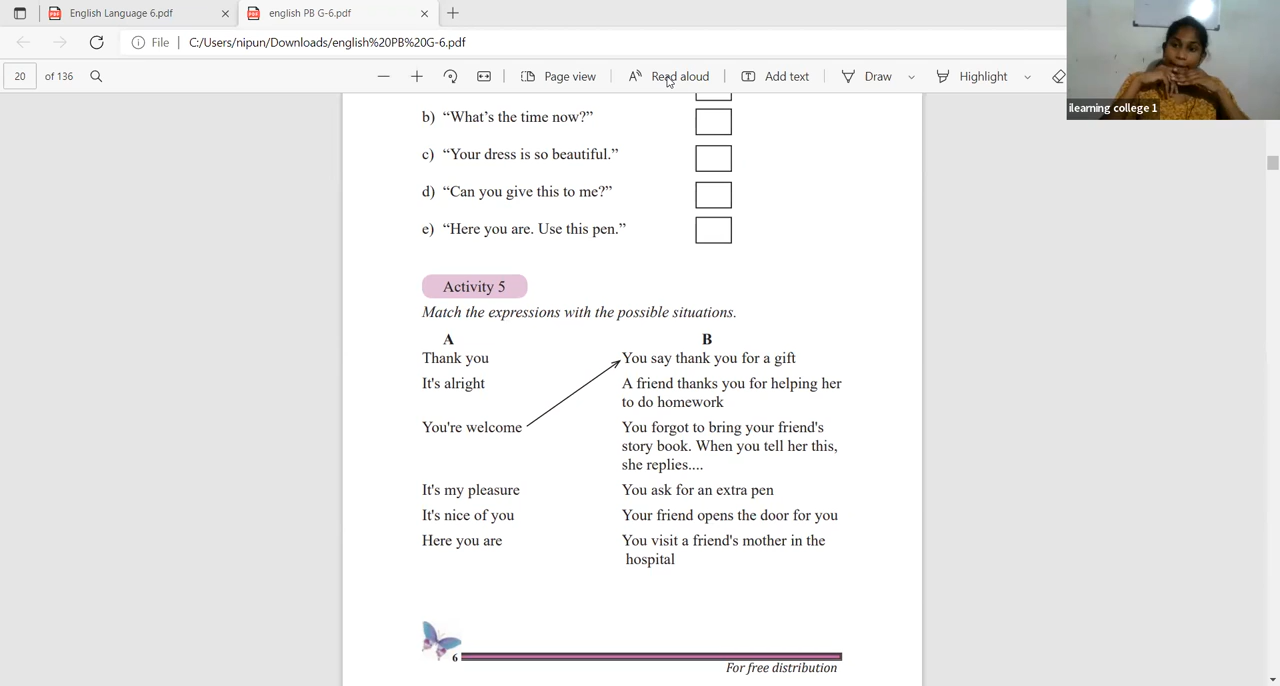 English Language 6.pdf
english PB G-6.pdf
File
C:/Users/nipun/Downloads/english%20PB%20G-6.pdf
20 of 136
Page view
Read aloud
Add text
Draw
Highlight
ilearning college 1
b) “What’s the time now?”
c) “Your dress is so beautiful.”
d) “Can you give this to me?”
e) “Here you are. Use this pen.”
Activity 5
Match the expressions with the possible situations.
A B
Thank you You say thank you for a gift
It's alright A friend thanks you for helping her
to do homework
You're welcome You forgot to bring your friend's
story book. When you tell her this,
she replies....
It's my pleasure You ask for an extra pen
It's nice of you Your friend opens the door for you
Here you are You visit a friend's mother in the
hospital
6
For free distribution